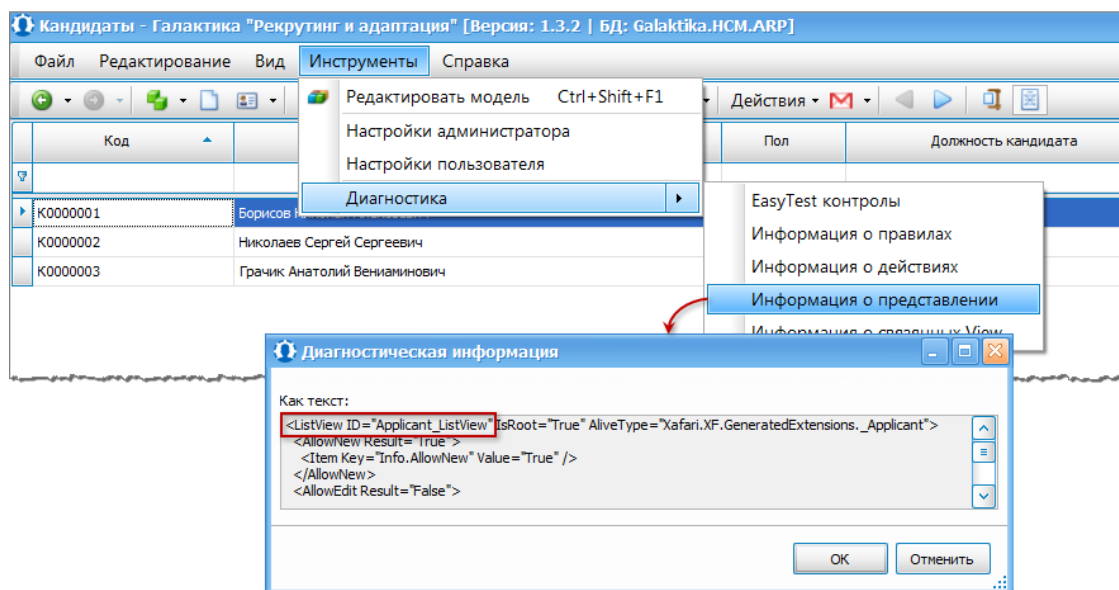 Кандидаты - Галактика "Рекрутинг и адаптация" [Версия: 1.3.2 | БД: Galaktika.HCM.ARP]
Файл Редактирование Вид Инструменты Справка
Редактировать модель Ctrl+Shift+F1
Действия
Настройки администратора
Настройки пользователя
Диагностика
Код Пол Должность кандидата
EasyTest контролы
Информация о правилах
Информация о действиях
Информация о представлении
Информация о связанных View
K0000001 Борисов
K0000002 Николаев Сергей Сергеевич
K0000003 Грачик Анатолий Вениаминович
Диагностическая информация
Как текст:
<ListView ID="Applicant_ListView" IsRoot="True" AliveType="Xafari.XF.GeneratedExtensions._Applicant">
<AllowNew Result="True">
<Item Key="Info.AllowNew" Value="True" />
</AllowNew>
<AllowEdit Result="False">
OK Отменить